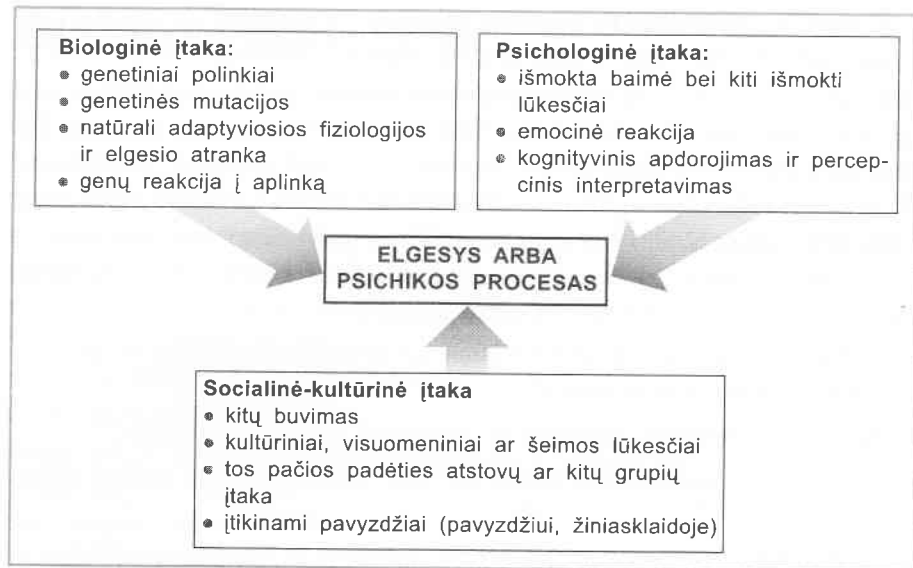 Biologinė įtaka:
• genetiniai polinkiai
• genetinės mutacijos
• natūrali adaptyviosios fiziologijos
ir elgesio atranka
• genų reakcija į aplinką
Psichologinė įtaka:
• išmokta baimė bei kiti išmokti
lūkesčiai
• emocinė reakcija
• kognityvinis apdorojimas ir percep-
cinis interpretavimas
ELGESYS ARBA
PSICHIKOS PROCESAS
Socialinė-kultūrinė įtaka
• kitų buvimas
• kultūriniai, visuomeniniai ar šeimos lūkesčiai
• tos pačios padėties atstovų ar kitų grupių
įtaka
• įtikinami pavyzdžiai (pavyzdžiui, žiniasklaidoje)